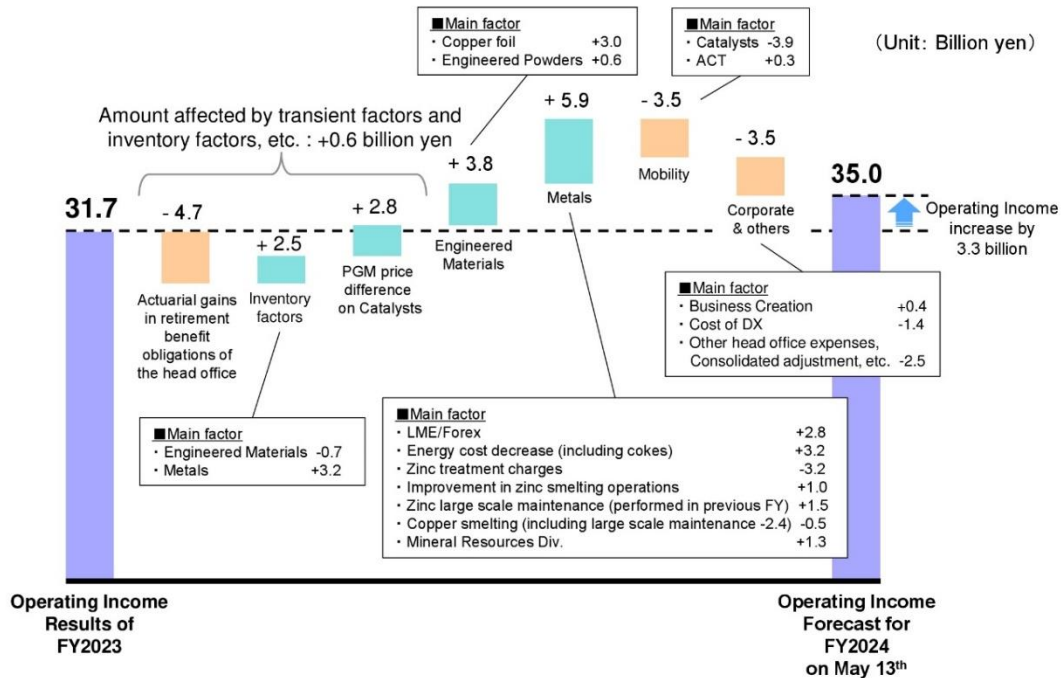 ■Main factor
・Copper foil +3.0
・Engineered Powders +0.6
■Main factor
・Catalysts -3.9
・ACT +0.3
（Unit: Billion yen）
Amount affected by transient factors and
inventory factors, etc. : +0.6 billion yen
31.7
- 4.7
Actuarial gains
in retirement
benefit
obligations of
the head office
+ 2.5
Inventory
factors
+ 2.8
PGM price
difference
on Catalysts
+ 3.8
Engineered
Materials
+ 5.9
Metals
- 3.5
Mobility
- 3.5
Corporate
& others
35.0
Operating Income
increase by
3.3 billion
■Main factor
・Business Creation +0.4
・Cost of DX -1.4
・Other head office expenses,
Consolidated adjustment, etc. -2.5
■Main factor
・Engineered Materials -0.7
・Metals +3.2
■Main factor
・LME/Forex +2.8
・Energy cost decrease (including cokes) +3.2
・Zinc treatment charges -3.2
・Improvement in zinc smelting operations +1.0
・Zinc large scale maintenance (performed in previous FY) +1.5
・Copper smelting (including large scale maintenance -2.4) -0.5
・Mineral Resources Div. +1.3
Operating Income
Results of
FY2023
Operating Income
Forecast for
FY2024
on May 13th